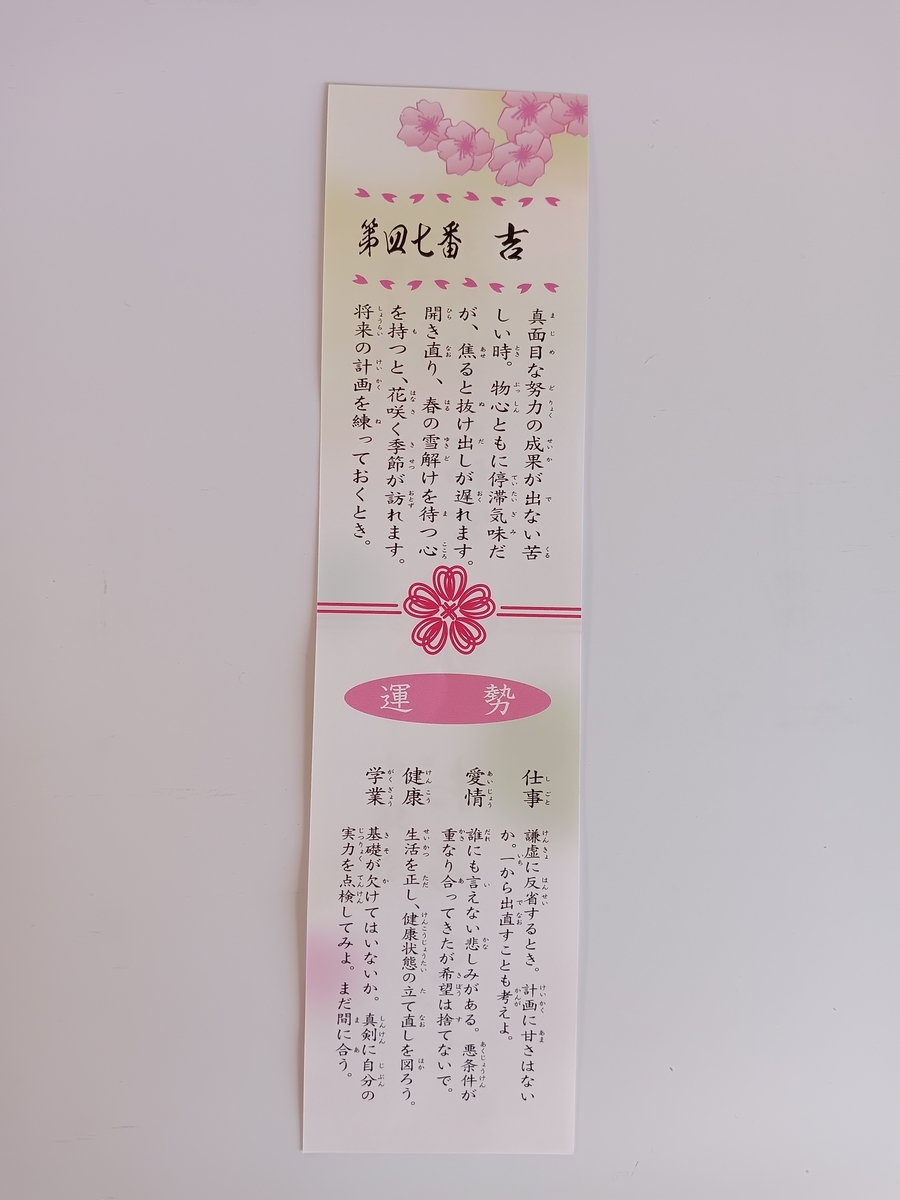 第四七番 吉
真面目な努力の成果が出ない苦
しい時。物心ともに停滞気味だ
が、焦ると抜け出しが遅れます。
開き直り、春の雪解けを待つ心
を持つと、花咲く季節が訪れます。
将来の計画を練っておくとき。
運勢
仕事
謙虚に反省するとき。計画に甘さはない
か。一から出直すことも考えよ。
愛情
誰にも言えない悲しみがある。悪条件が
重なり合ってきたが希望は捨てないで。
健康
生活を正し、健康状態の立て直しを図ろう。
学業
基礎が欠けてはいないか。真剣に自分の
実力を点検してみよ。まだ間に合う。